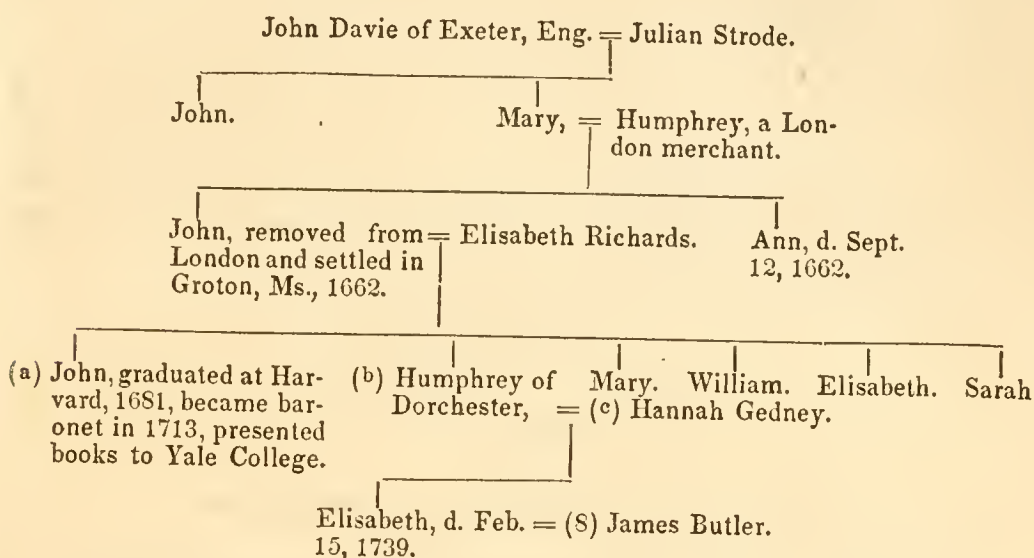 John Davie of Exeter, Eng. = Julian Strode.
John.
Mary, = Humphrey, a Lon-
don merchant.
John, removed from = Elisabeth Richards.
London and settled in
Groton, Ms., 1662.
Ann, d. Sept.
12, 1662.
(a) John, graduated at Har-
vard, 1681, became bar-
onet in 1713, presented
books to Yale College.
(b) Humphrey of
Dorchester, = (c) Hannah Gedney.
Mary. William. Elisabeth. Sarah
Elisabeth, d. Feb. = (S) James Butler.
15, 1739.